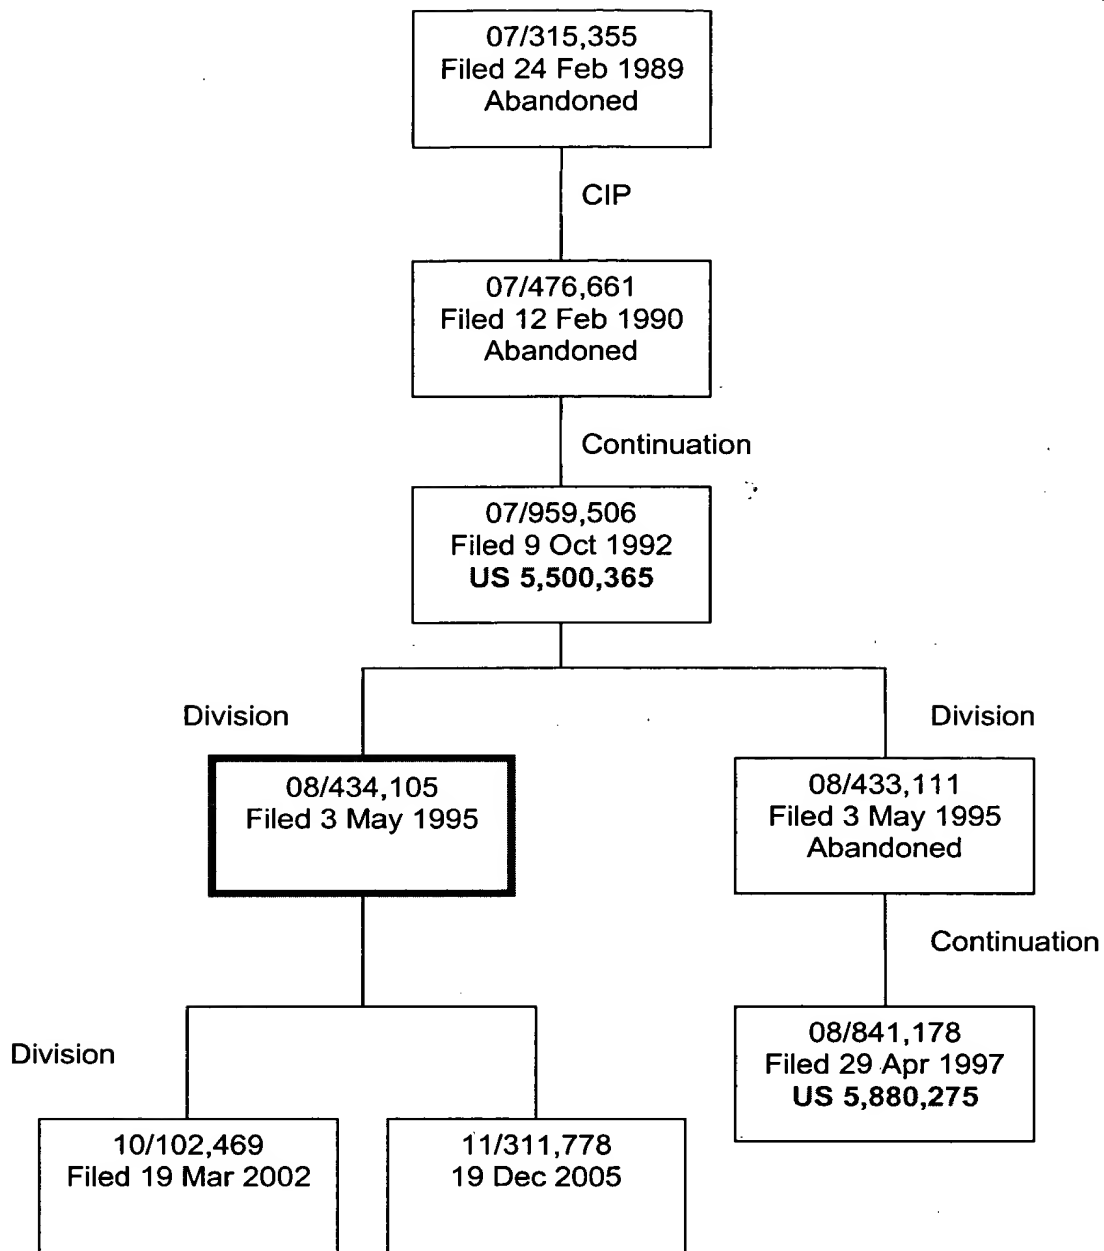 07/315,355
Filed 24 Feb 1989
Abandoned
CIP
07/476,661
Filed 12 Feb 1990
Abandoned
Continuation
07/959,506
Filed 9 Oct 1992
US 5,500,365
Division
Division
08/434,105
Filed 3 May 1995
08/433,111
Filed 3 May 1995
Abandoned
Continuation
08/841,178
Filed 29 Apr 1997
US 5,880,275
Division
10/102,469
Filed 19 Mar 2002
11/311,778
19 Dec 2005